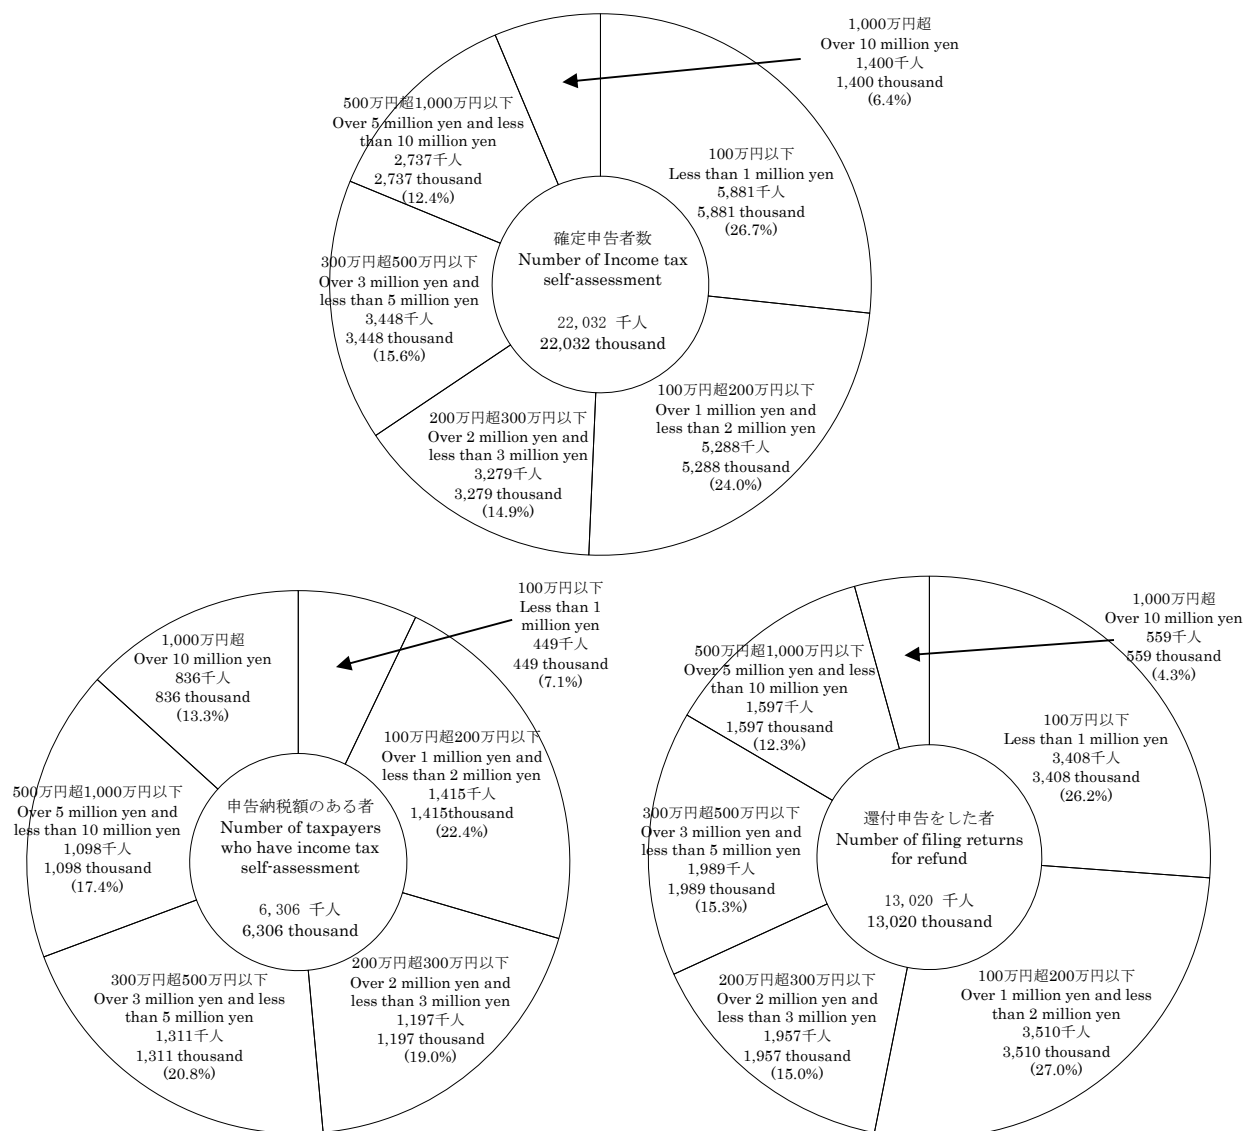 1,000万円超
Over 10 million yen
1,400千人
1,400 thousand
(6.4%)
500万円超1,000万円以下
Over 5 million yen and less
than 10 million yen
2,737千人
2,737 thousand
(12.4%)
100万円以下
Less than 1 million yen
5,881千人
5,881 thousand
(26.7%)
確定申告者数
Number of Income tax
self-assessment
22,032 千人
22,032 thousand
300万円超500万円以下
Over 3 million yen and
less than 5 million yen
3,448千人
3,448 thousand
(15.6%)
100万円超200万円以下
Over 1 million yen and
less than 2 million yen
5,288千人
5,288 thousand
(24.0%)
200万円超300万円以下
Over 2 million yen and
less than 3 million yen
3,279千人
3,279 thousand
(14.9%)
100万円以下
Less than 1
million yen
449千人
449 thousand
(7.1%)
1,000万円超
Over 10 million yen
836千人
836 thousand
(13.3%)
100万円超200万円以下
Over 1 million yen and
less than 2 million yen
1,415千人
1,415thousand
(22.4%)
500万円超1,000万円以下
Over 5 million yen and
less than 10 million yen
1,098千人
1,098 thousand
(17.4%)
申告納税額のある者
Number of taxpayers
who have income tax
self-assessment
6,306 千人
6,306 thousand
200万円超300万円以下
Over 2 million yen and
less than 3 million yen
1,197千人
1,197 thousand
(19.0%)
300万円超500万円以下
Over 3 million yen and less
than 5 million yen
1,311千人
1,311 thousand
(20.8%)
1,000万円超
Over 10 million yen
559千人
559 thousand
(4.3%)
500万円超1,000万円以下
Over 5 million yen and less
than 10 million yen
1,597千人
1,597 thousand
(12.3%)
100万円以下
Less than 1 million yen
3,408千人
3,408 thousand
(26.2%)
300万円超500万円以下
Over 3 million yen and
less than 5 million yen
1,989千人
1,989 thousand
(15.3%)
還付申告をした者
Number of filing returns
for refund
13,020 千人
13,020 thousand
200万円超300万円以下
Over 2 million yen and
less than 3 million yen
1,957千人
1,957 thousand
(15.0%)
100万円超200万円以下
Over 1 million yen and less
than 2 million yen
3,510千人
3,510 thousand
(27.0%)